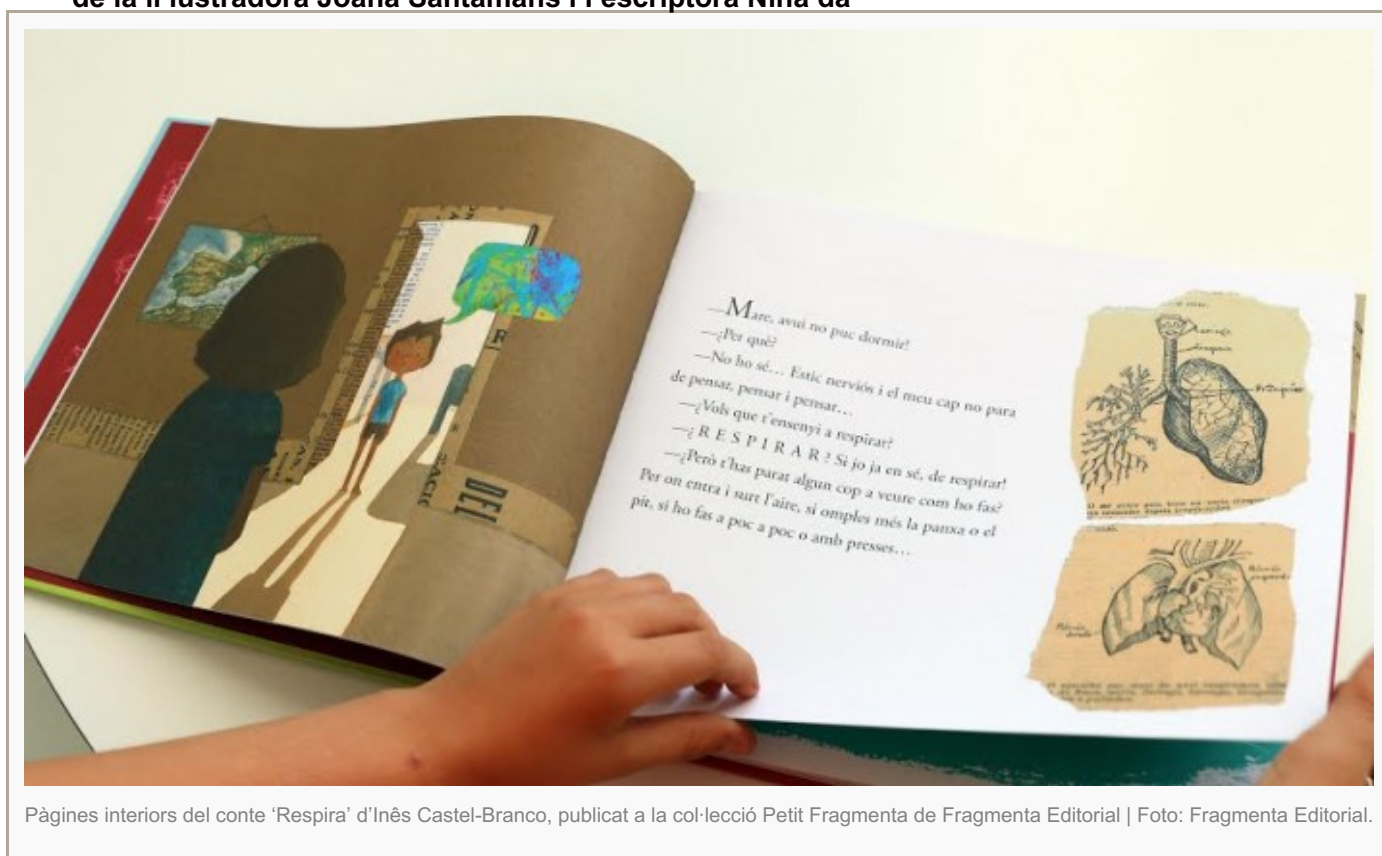 de la il·lustradora Joana Santamans i l'escriptora Nina da
—Mare, avui no puc dormir!
—¿Per què?
—No ho sé… Estic nerviós i el meu cap no para
de pensar, pensar i pensar…
—¿Vols que t'ensenyi a respirar?
—¿R E S P I R A R ? Si jo ja en sé, de respirar!
—¿Però t'has parat algun cop a veure com ho fas?
Per on entra i surt l'aire, si omples més la panxa o el
pit, si ho fas a poc a poc o amb presses…
DEL
Pàgines interiors del conte ‘Respira’ d’Inês Castel-Branco, publicat a la col·lecció Petit Fragmenta de Fragmenta Editorial | Foto: Fragmenta Editorial.